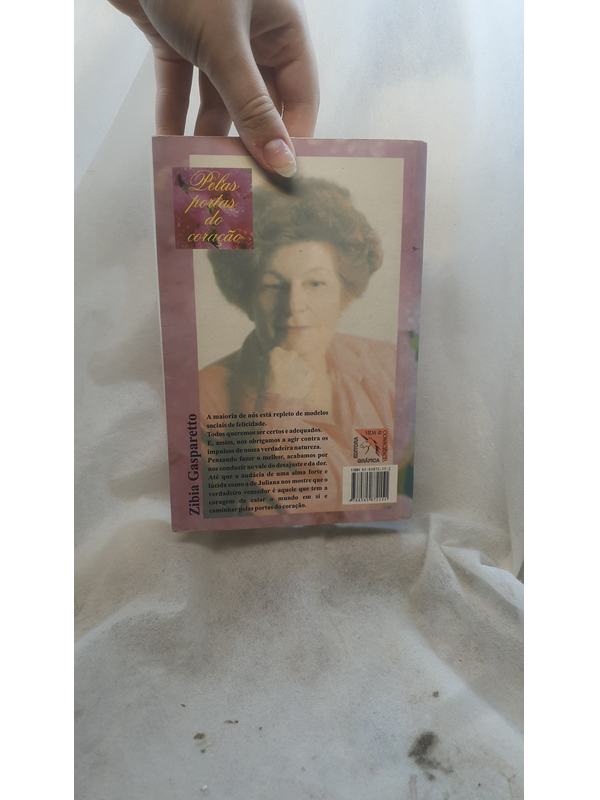 Pelas
portas
do
coração
Zibia Gasparetto
A maioria de nós está repleto de modelos
sociais de felicidade.
Todos queremos ser certos e adequados.
E, assim, nos obrigamos a agir contra os
impulsos de nossa verdadeira natureza.
Pensando fazer o melhor, acabamos por
nos conduzir ao vale do desajuste e da dor.
Até que a audácia de uma alma forte e
lúcida como a de Juliana nos mostre que o
verdadeiro vencedor é aquele que tem a
coragem de calar o mundo em si e
caminhar pelas portas do coração.
ISBN